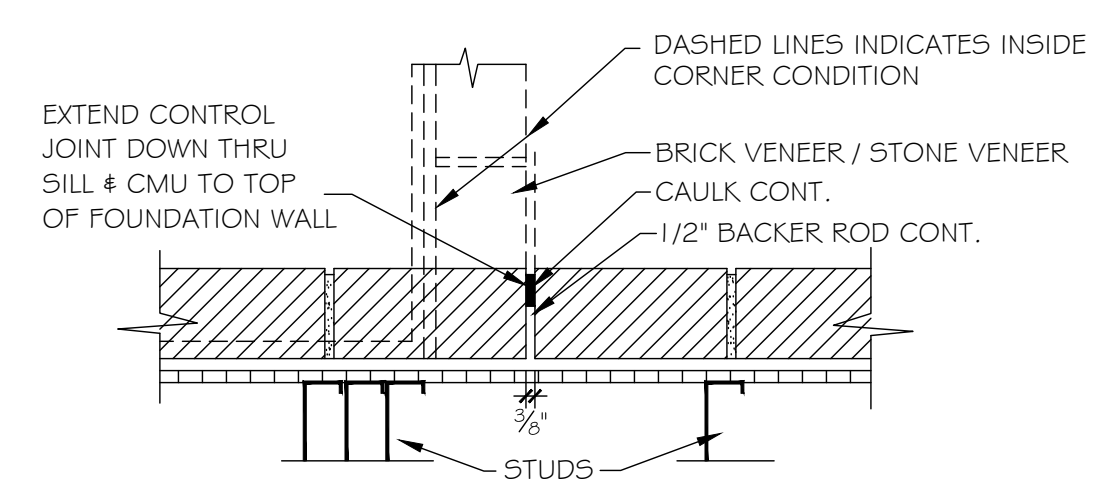 DASHED LINES INDICATES INSIDE
CORNER CONDITION
EXTEND CONTROL
JOINT DOWN THRU
SILL & CMU TO TOP
OF FOUNDATION WALL
BRICK VENEER / STONE VENEER
CAULK CONT.
1/2" BACKER ROD CONT.
3/8"
STUDS